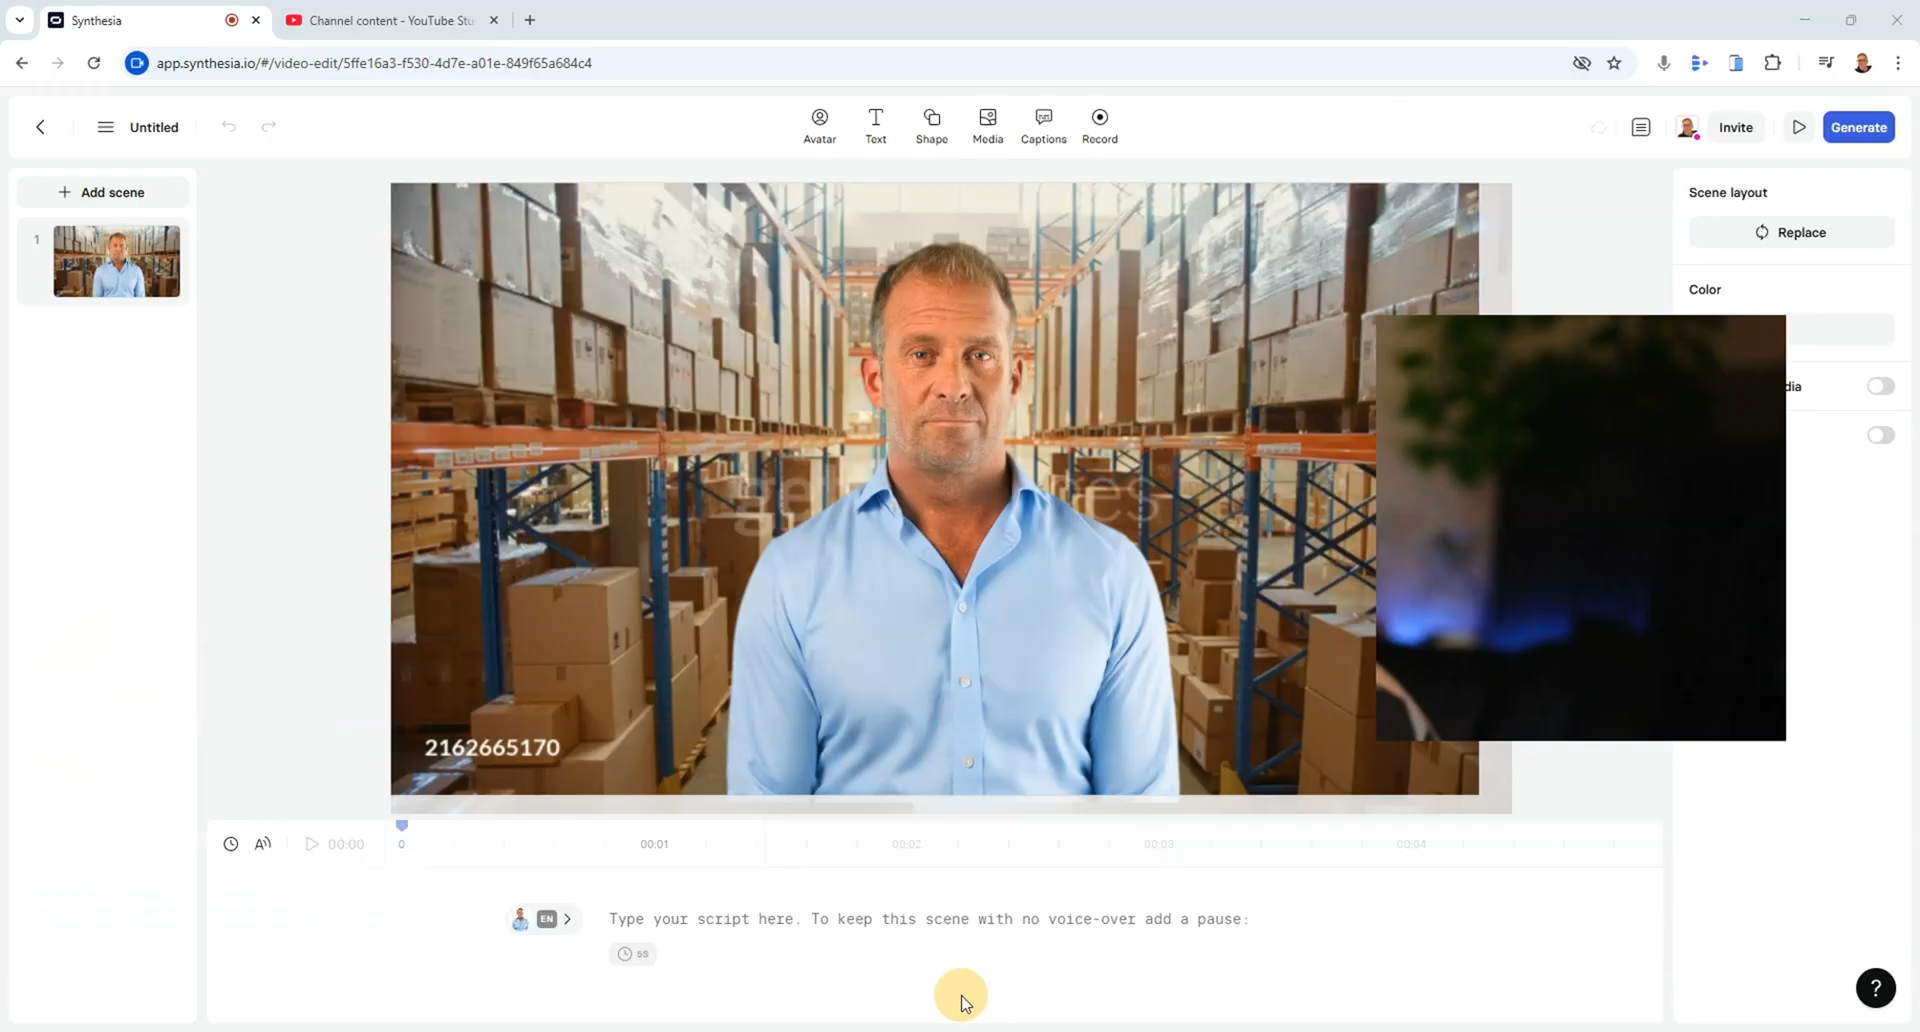 Synthesia
Channel content - YouTube Stu
app.synthesia.io/#/video-edit/5ffe16a3-f530-4d7e-a01e-849f65a684c4
Untitled
Avatar
Text
Shape
Media
Captions
Record
Invite
Generate
Add scene
1
Scene layout
Replace
Color
dia
2162665170
00:00
0
00:01
00:02
00:03
00:04
EN
Type your script here. To keep this scene with no voice-over add a pause:
5s
?